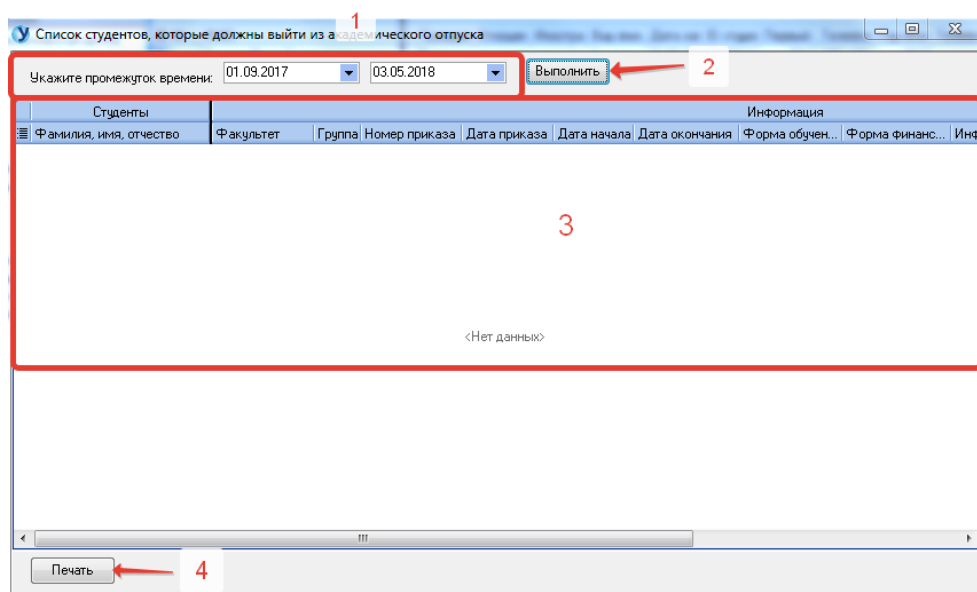 1
Список студентов, которые должны выйти из академического отпуска
Укажите промежуток времени: 01.09.2017 03.05.2018 Выполнить 2
Студенты Информация
Фамилия, имя, отчество Факультет Группа Номер приказа Дата приказа Дата начала Дата окончания Форма обучен... Форма финанс... Инф
3
<Нет данных>
Печать 4